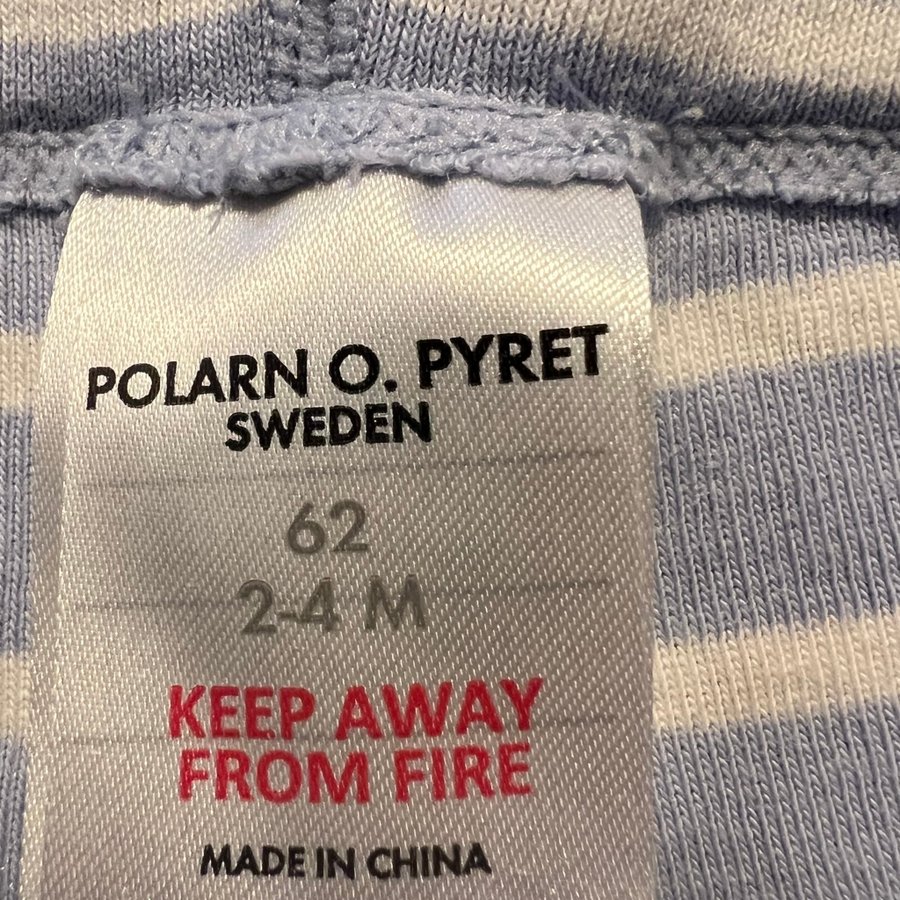 POLARN O. PYRET
SWEDEN
62
2-4 M
KEEP AWAY
FROM FIRE
MADE IN CHINA